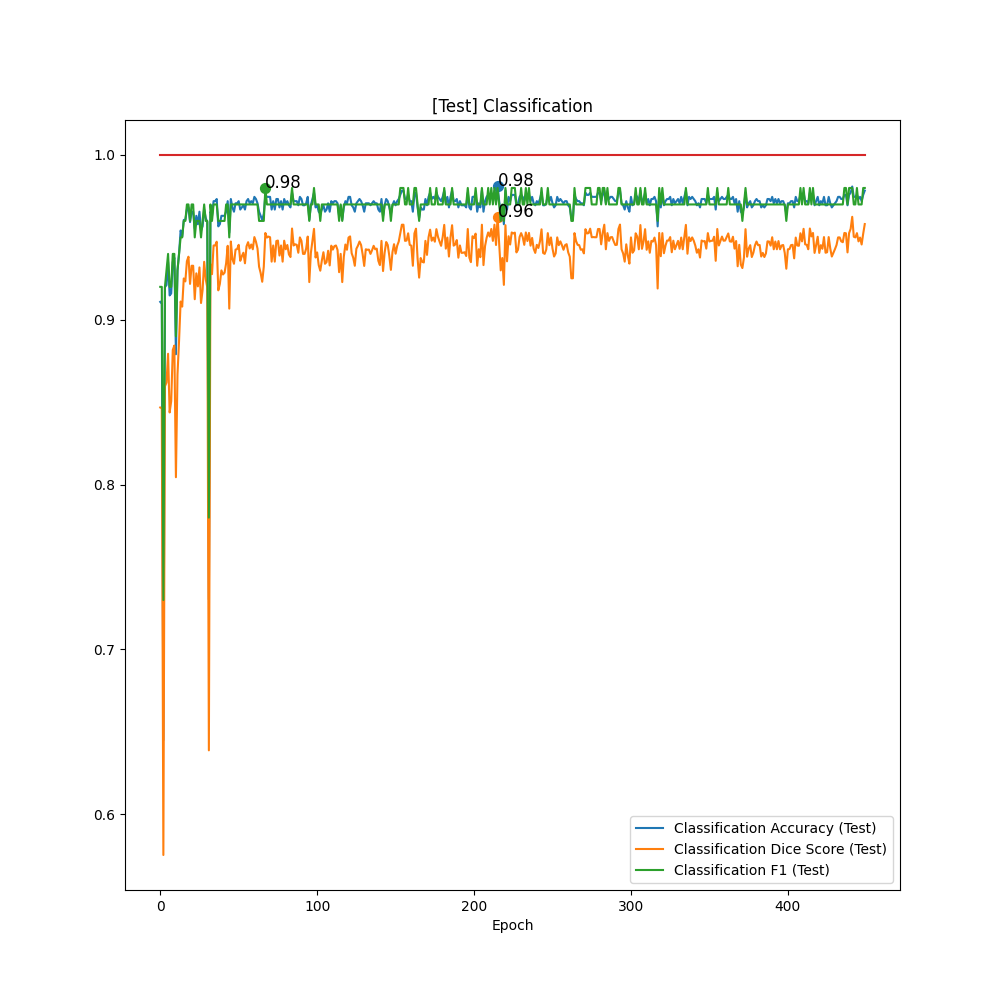 [Test] Classification
1.0
0.98
0.98
0.96
0.9
0.8
0.7
0.6
Classification Accuracy (Test)
Classification Dice Score (Test)
Classification F1 (Test)
0 100 200 300 400
Epoch